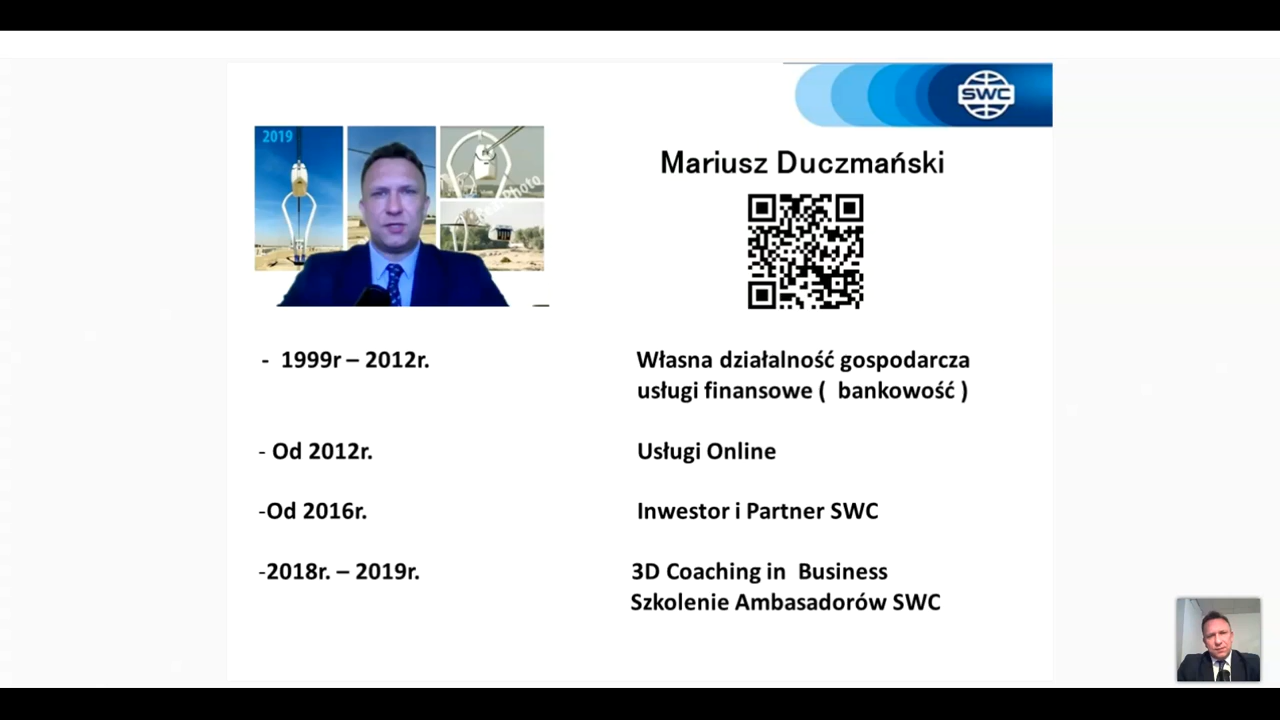 SWC
2019
Mariusz Duczmański
- 1999r – 2012r.
Własna działalność gospodarcza
usługi finansowe ( bankowość )
- Od 2012r.
Usługi Online
-Od 2016r.
Inwestor i Partner SWC
-2018r. – 2019r.
3D Coaching in Business
Szkolenie Ambasadorów SWC